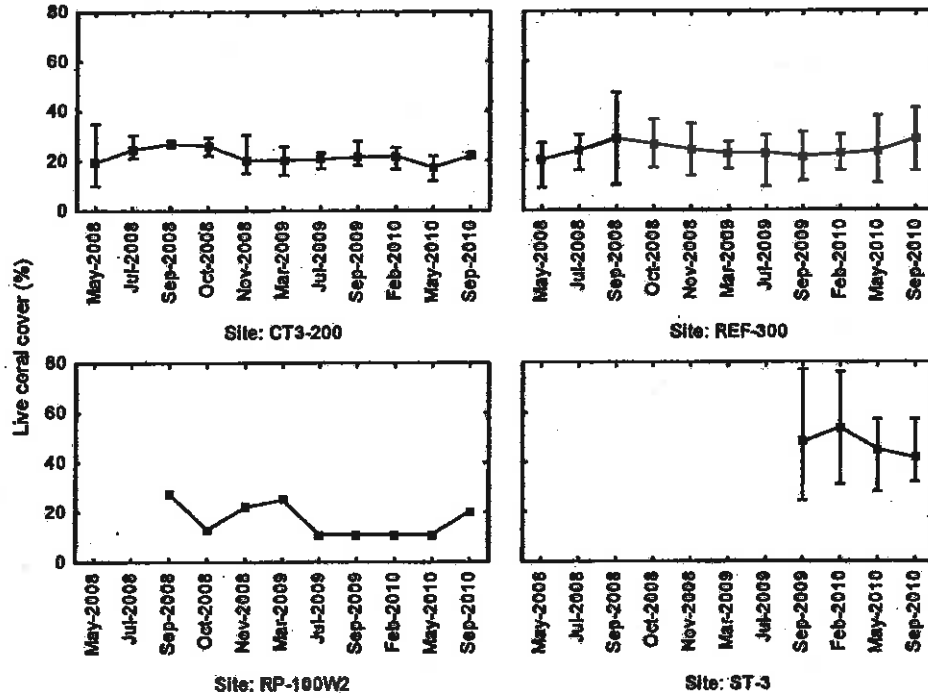 Live coral cover (%)
80
60
40
20
0
May-2008
Jul-2008
Sep-2008
Oct-2008
Nov-2008
Mar-2009
Jul-2009
Sep-2009
Feb-2010
May-2010
Sep-2010
Site: CT3-200
May-2008
Jul-2008
Sep-2008
Oct-2008
Nov-2008
Mar-2009
Jul-2009
Sep-2009
Feb-2010
May-2010
Sep-2010
Site: REF-300
80
60
40
20
0
May-2008
Jul-2008
Sep-2008
Oct-2008
Nov-2008
Mar-2009
Jul-2009
Sep-2009
Feb-2010
May-2010
Sep-2010
Site: RP-100W2
May-2008
Jul-2008
Sep-2008
Oct-2008
Nov-2008
Mar-2009
Jul-2009
Sep-2009
Feb-2010
May-2010
Sep-2010
Site: ST-3